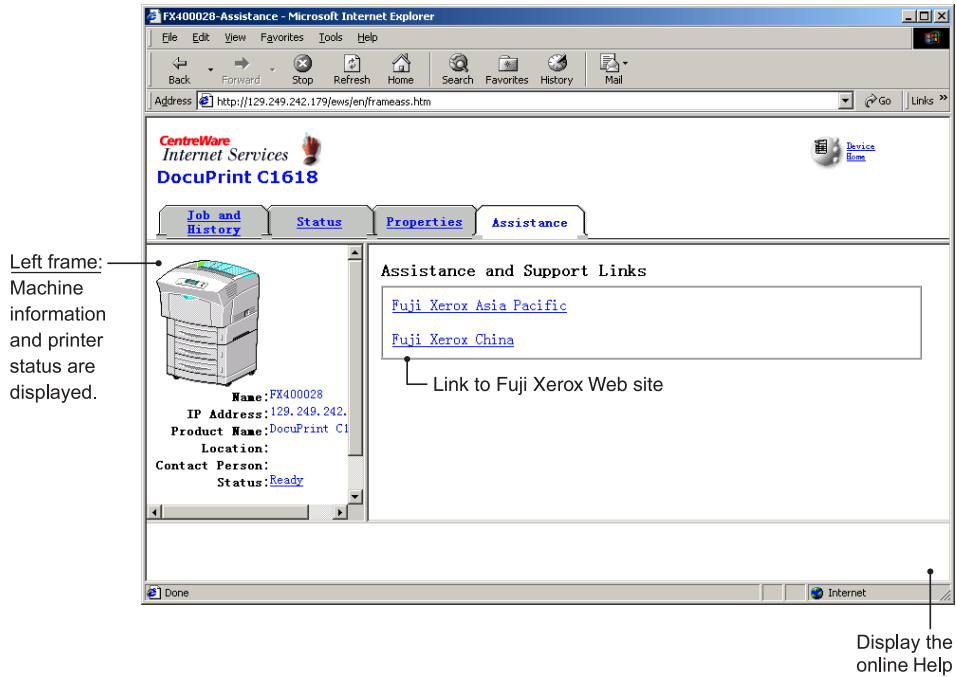 FX400028-Assistance - Microsoft Internet Explorer
File Edit View Favorites Tools Help
Back Forward Stop Refresh Home Search Favorites History Mail
Address http://129.249.242.179/ews/en/frameass.htm Go Links »
CentreWare
Internet Services
DocuPrint C1618
Device
Home
Job and
History
Status
Properties
Assistance
Left frame:
Machine
information
and printer
status are
displayed.
Name:FX400028
IP Address:129.249.242.
Product Name:DocuPrint C1
Location:
Contact Person:
Status:Ready
Assistance and Support Links
Fuji Xerox Asia Pacific
Fuji Xerox China
Link to Fuji Xerox Web site
Done Internet
Display the
online Help